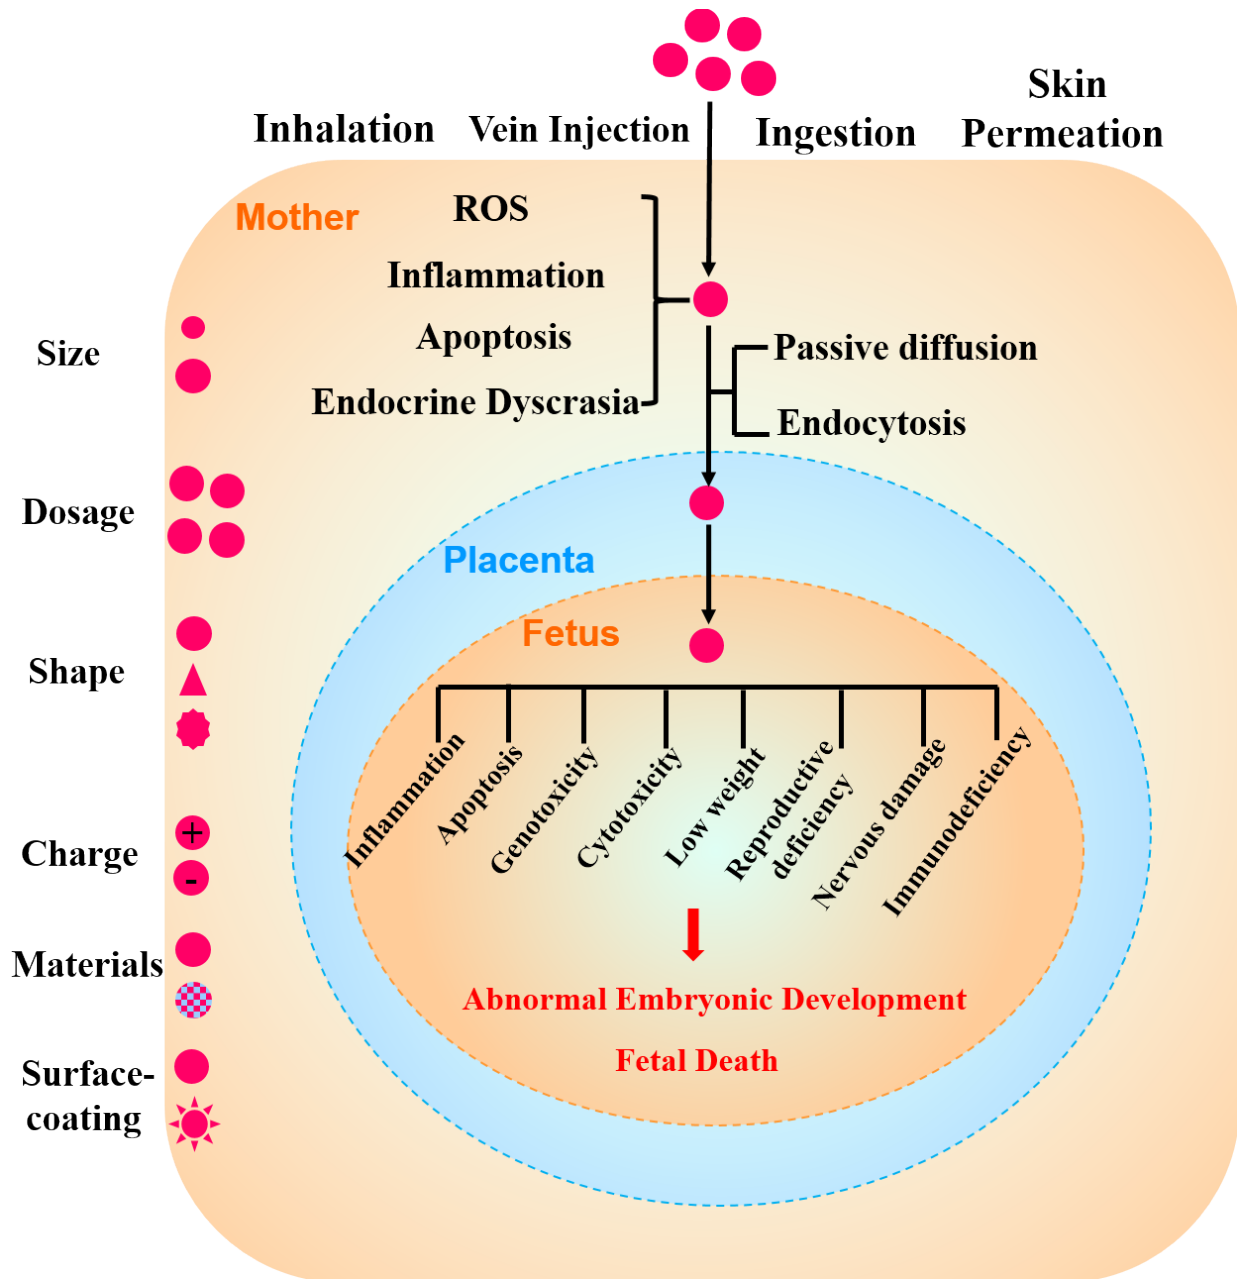 Inhalation
Vein Injection
Ingestion
Skin
Permeation
Mother
ROS
Inflammation
Apoptosis
Endocrine Dyscrasia
Passive diffusion
Endocytosis
Size
Dosage
Shape
Charge
+
-
Materials
Surface-
coating
Placenta
Fetus
Inflammation
Apoptosis
Genotoxicity
Cytotoxicity
Low weight
Reproductive
deficiency
Nervous damage
Immunodeficiency
Abnormal Embryonic Development
Fetal Death